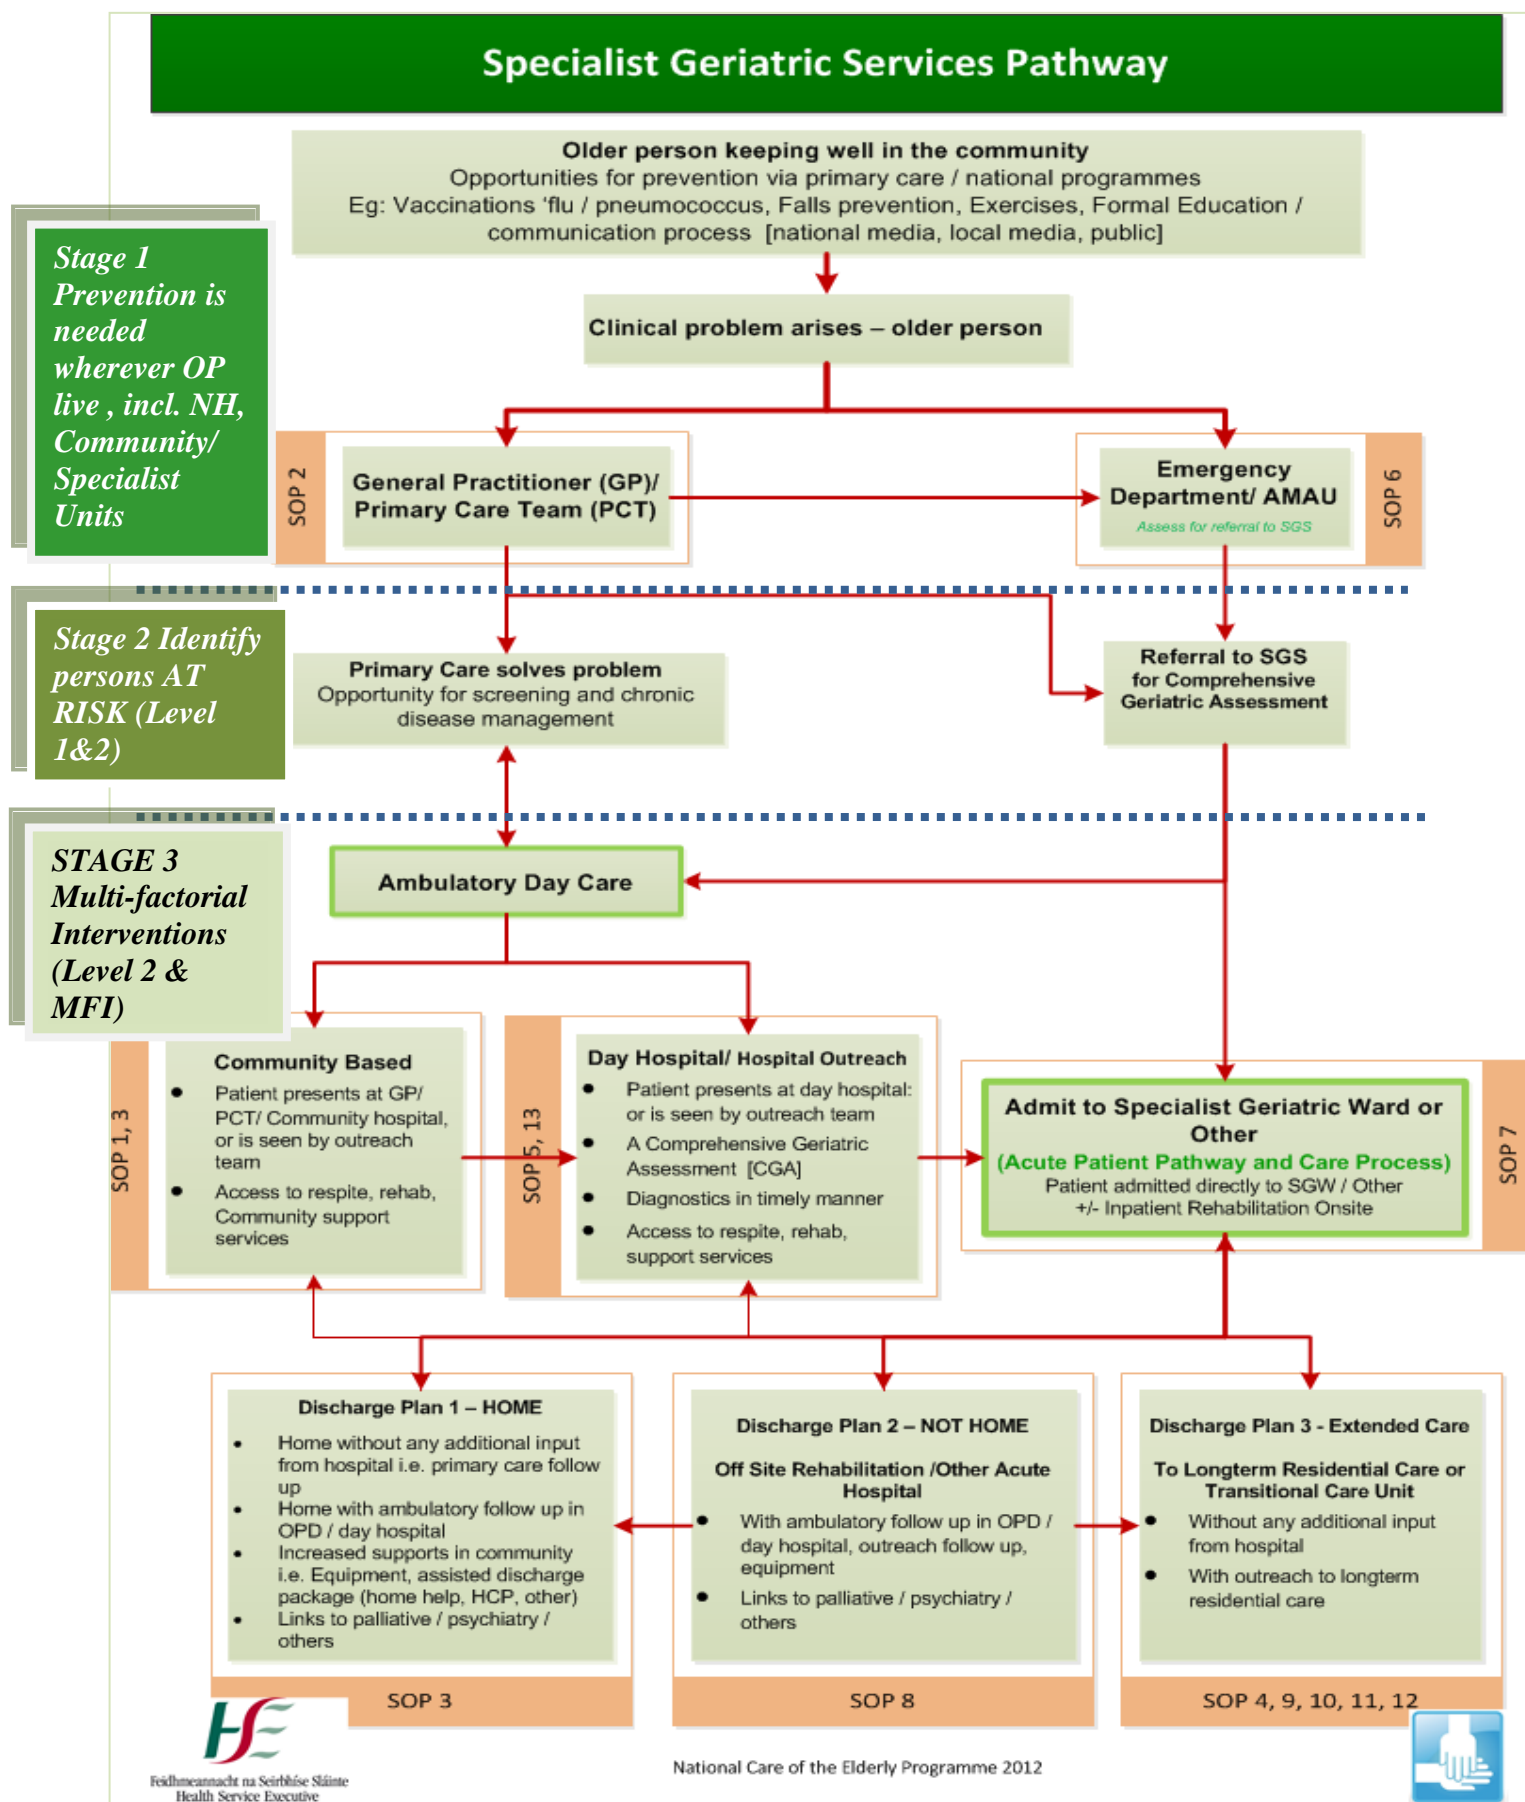 Specialist Geriatric Services Pathway
Older person keeping well in the community
Opportunities for prevention via primary care / national programmes
Eg: Vaccinations 'flu / pneumococcus, Falls prevention, Exercises, Formal Education /
communication process [national media, local media, public]
Stage 1
Prevention is
needed
wherever OP
live , incl. NH,
Community/
Specialist
Units
Clinical problem arises – older person
SOP 2
General Practitioner (GP)/
Primary Care Team (PCT)
Emergency
Department/ AMAU
Assess for referral to SGS
SOP 6
Stage 2 Identify
persons AT
RISK (Level
1&2)
Primary Care solves problem
Opportunity for screening and chronic
disease management
Referral to SGS
for Comprehensive
Geriatric Assessment
STAGE 3
Multi-factorial
Interventions
(Level 2 &
MFI)
Ambulatory Day Care
SOP 1, 3
Community Based
● Patient presents at GP/
PCT/ Community hospital,
or is seen by outreach
team
● Access to respite, rehab,
Community support
services
SOP 5, 13
Day Hospital/ Hospital Outreach
● Patient presents at day hospital:
or is seen by outreach team
● A Comprehensive Geriatric
Assessment [CGA]
● Diagnostics in timely manner
● Access to respite, rehab,
support services
Admit to Specialist Geriatric Ward or
Other
(Acute Patient Pathway and Care Process)
Patient admitted directly to SGW / Other
+/- Inpatient Rehabilitation Onsite
SOP 7
Discharge Plan 1 – HOME
• Home without any additional input
from hospital i.e. primary care follow
up
• Home with ambulatory follow up in
OPD / day hospital
• Increased supports in community
i.e. Equipment, assisted discharge
package (home help, HCP, other)
• Links to palliative / psychiatry /
others
SOP 3
Discharge Plan 2 – NOT HOME
Off Site Rehabilitation /Other Acute
Hospital
● With ambulatory follow up in OPD /
day hospital, outreach follow up,
equipment
● Links to palliative / psychiatry /
others
SOP 8
Discharge Plan 3 - Extended Care
To Longterm Residential Care or
Transitional Care Unit
● Without any additional input
from hospital
● With outreach to longterm
residential care
SOP 4, 9, 10, 11, 12
HSE
Feidhmeannacht na Seirbhíse Sláinte
Health Service Executive
National Care of the Elderly Programme 2012